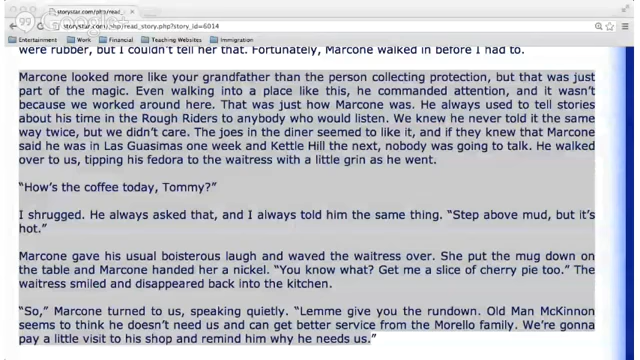 storystar.com/php/read_
storystar.com/php/read_story.php?story_id=6014
Entertainment Financial Teaching Websites Immigration
were rubber, but I couldn't tell her that. Fortunately, Marcone walked in before I had to.
Marcone looked more like your grandfather than the person collecting protection, but that was just
part of the magic. Even walking into a place like this, he commanded attention, and it wasn't
because we worked around here. That was just how Marcone was. He always used to tell stories
about his time in the Rough Riders to anybody who would listen. We knew he never told it the same
way twice, but we didn't care. The joes in the diner seemed to like it, and if they knew that Marcone
said he was in Las Guasimas one week and Kettle Hill the next, nobody was going to talk. He walked
over to us, tipping his fedora to the waitress with a little grin as he went.
“How's the coffee today, Tommy?”
I shrugged. He always asked that, and I always told him the same thing. “Step above mud, but it's
hot.”
Marcone gave his usual boisterous laugh and waved the waitress over. She put the mug down on
the table and Marcone handed her a nickel. “You know what? Get me a slice of cherry pie too.” The
waitress smiled and disappeared back into the kitchen.
“So,” Marcone turned to us, speaking quietly. “Lemme give you the rundown. Old Man McKinnon
seems to think he doesn't need us and can get better service from the Morello family. We're gonna
pay a little visit to his shop and remind him why he needs us.”